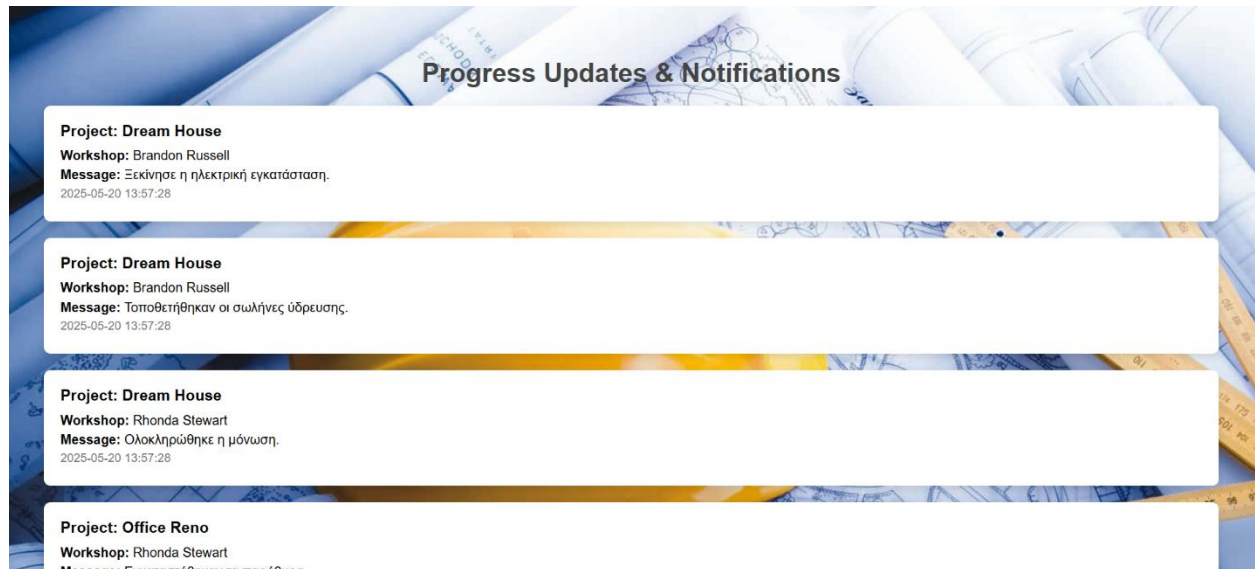 Progress Updates & Notifications
Project: Dream House
Workshop: Brandon Russell
Message: Ξεκίνησε η ηλεκτρική εγκατάσταση.
2025-05-20 13:57:28
Project: Dream House
Workshop: Brandon Russell
Message: Τοποθετήθηκαν οι σωλήνες ύδρευσης.
2025-05-20 13:57:28
Project: Dream House
Workshop: Rhonda Stewart
Message: Ολοκληρώθηκε η μόνωση.
2025-05-20 13:57:28
Project: Office Reno
Workshop: Rhonda Stewart